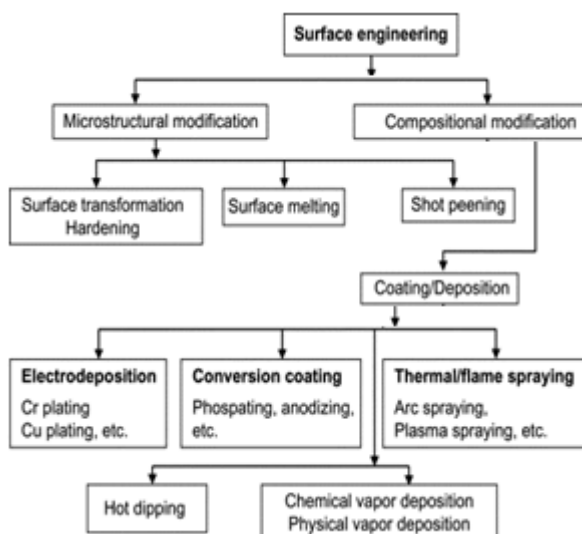 Surface engineering
Microstructural modification
Compositional modification
Surface transformation
Hardening
Surface melting
Shot peening
Coating/Deposition
Electrodeposition
Cr plating
Cu plating, etc.
Conversion coating
Phospating, anodizing,
etc.
Thermal/flame spraying
Arc spraying,
Plasma spraying, etc.
Hot dipping
Chemical vapor deposition
Physical vapor deposition